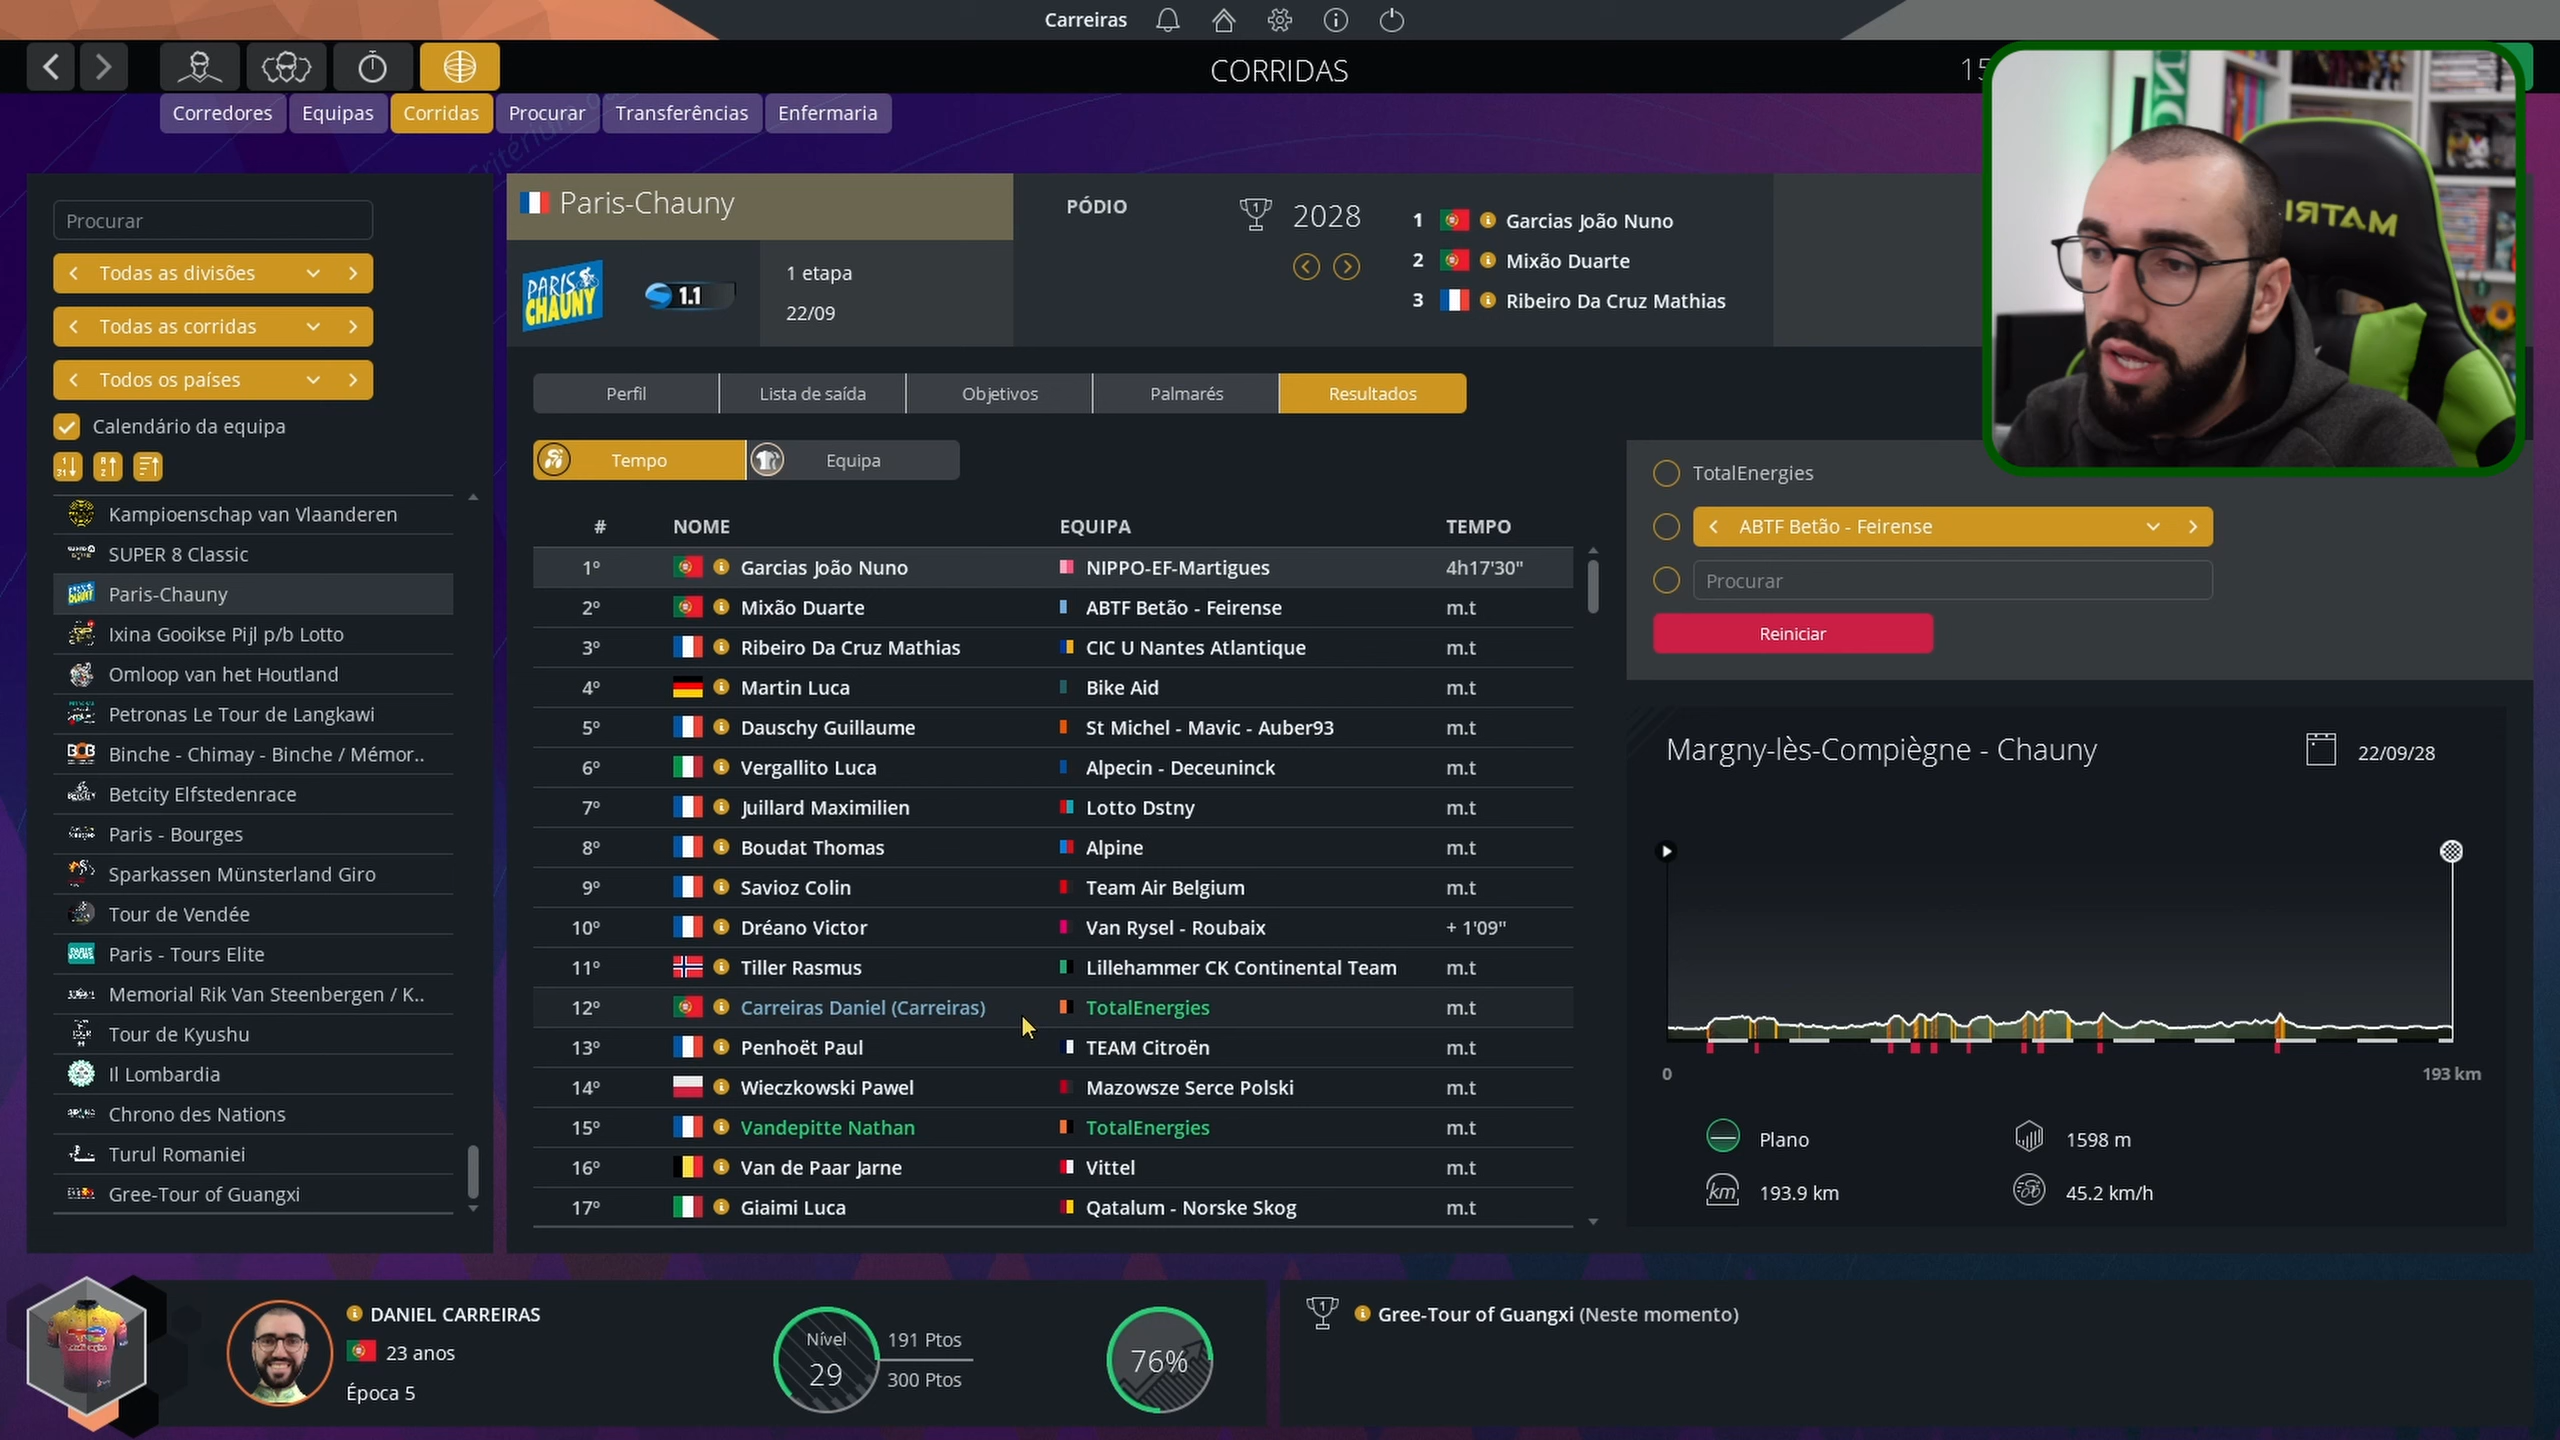 Carreiras
CORRIDAS
15
Corredores
Equipas
Corridas
Procurar
Transferências
Enfermaria
MATRI
Procurar
Todas as divisões
Todas as corridas
Todos os países
Calendário da equipa
Kampioenschap van Vlaanderen
SUPER 8 Classic
Paris-Chauny
Ixina Gooikse Pijl p/b Lotto
Omloop van het Houtland
Petronas Le Tour de Langkawi
Binche - Chimay - Binche / Mémor..
Betcity Elfstedenrace
Paris - Bourges
Sparkassen Münsterland Giro
Tour de Vendée
Paris - Tours Elite
Memorial Rik Van Steenbergen / K..
Tour de Kyushu
Il Lombardia
Chrono des Nations
Turul Romaniei
Gree-Tour of Guangxi
Paris-Chauny
PARIS CHAUNY
1.1
1 etapa
22/09
PÓDIO
2028
1 Garcias João Nuno
2 Mixão Duarte
3 Ribeiro Da Cruz Mathias
Perfil
Lista de saída
Objetivos
Palmarés
Resultados
Tempo
Equipa
# NOME EQUIPA TEMPO
1º Garcias João Nuno NIPPO-EF-Martigues 4h17'30"
2º Mixão Duarte ABTF Betão - Feirense m.t
3º Ribeiro Da Cruz Mathias CIC U Nantes Atlantique m.t
4º Martin Luca Bike Aid m.t
5º Dauschy Guillaume St Michel - Mavic - Auber93 m.t
6º Vergallito Luca Alpecin - Deceuninck m.t
7º Juillard Maximilien Lotto Dstny m.t
8º Boudat Thomas Alpine m.t
9º Savioz Colin Team Air Belgium m.t
10º Dréano Victor Van Rysel - Roubaix + 1'09"
11º Tiller Rasmus Lillehammer CK Continental Team m.t
12º Carreiras Daniel (Carreiras) TotalEnergies m.t
13º Penhoët Paul TEAM Citroën m.t
14º Wieczkowski Pawel Mazowsze Serce Polski m.t
15º Vandepitte Nathan TotalEnergies m.t
16º Van de Paar Jarne Vittel m.t
17º Giaimi Luca Qatalum - Norske Skog m.t
TotalEnergies
ABTF Betão - Feirense
Procurar
Reiniciar
Margny-lès-Compiègne - Chauny
22/09/28
0
193 km
Plano
1598 m
km
193.9 km
45.2 km/h
DANIEL CARREIRAS
23 anos
Época 5
Nível
29
191 Ptos
300 Ptos
76%
Gree-Tour of Guangxi (Neste momento)